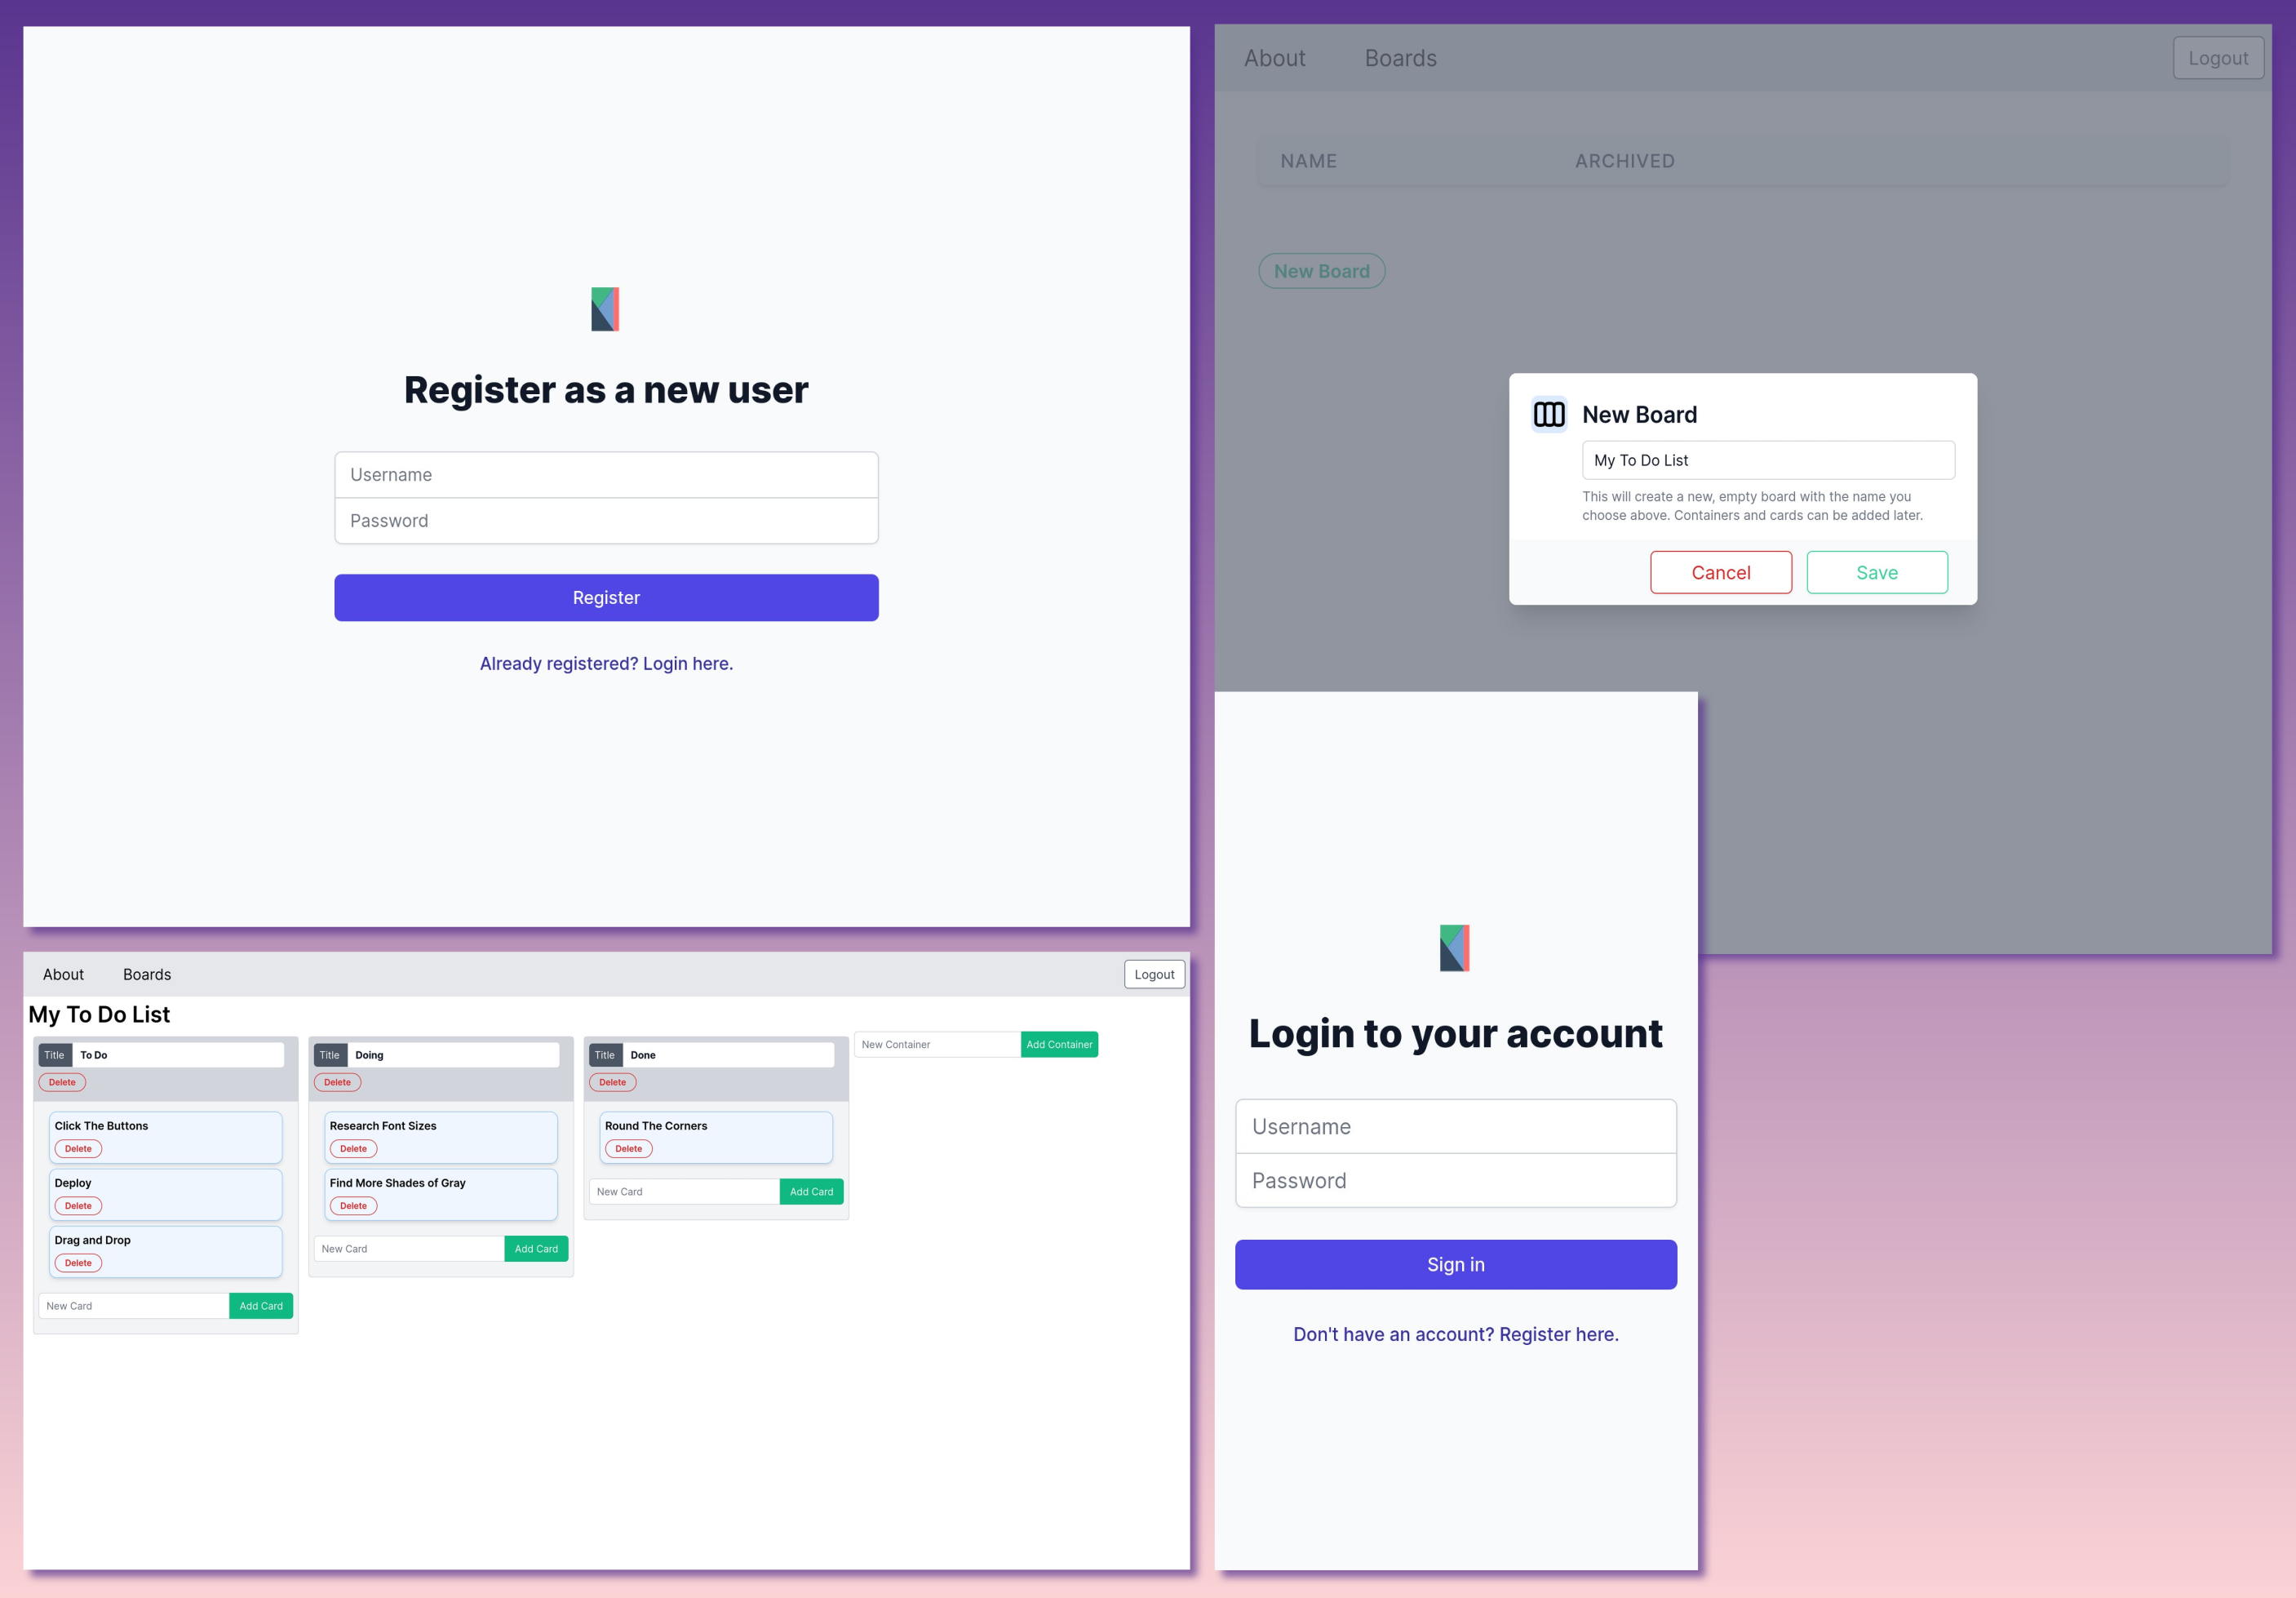 Register as a new user
Username
Password
Register
Already registered? Login here.
About Boards Logout
NAME ARCHIVED
New Board
New Board
My To Do List
This will create a new, empty board with the name you
choose above. Containers and cards can be added later.
Cancel Save
About Boards Logout
My To Do List
Title To Do
Delete
Click The Buttons
Delete
Deploy
Delete
Drag and Drop
Delete
New Card Add Card
Title Doing
Delete
Research Font Sizes
Delete
Find More Shades of Gray
Delete
New Card Add Card
Title Done
Delete
Round The Corners
Delete
New Card Add Card
New Container Add Container
Login to your account
Username
Password
Sign in
Don't have an account? Register here.